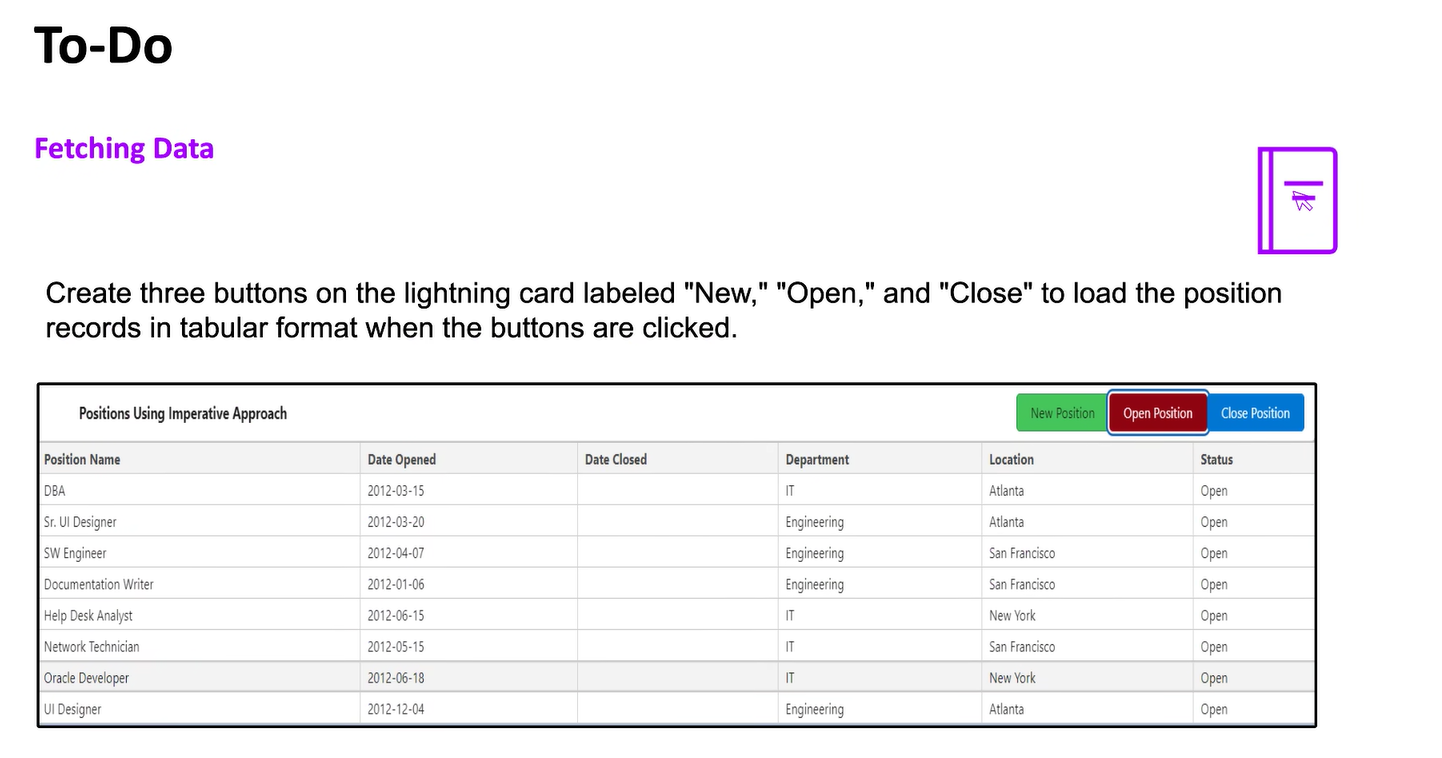 To-Do
Fetching Data
Create three buttons on the lightning card labeled "New," "Open," and "Close" to load the position
records in tabular format when the buttons are clicked.
Positions Using Imperative Approach New Position Open Position Close Position
Position Name Date Opened Date Closed Department Location Status
DBA 2012-03-15 IT Atlanta Open
Sr. UI Designer 2012-03-20 Engineering Atlanta Open
SW Engineer 2012-04-07 Engineering San Francisco Open
Documentation Writer 2012-01-06 Engineering San Francisco Open
Help Desk Analyst 2012-06-15 IT New York Open
Network Technician 2012-05-15 IT San Francisco Open
Oracle Developer 2012-06-18 IT New York Open
UI Designer 2012-12-04 Engineering Atlanta Open